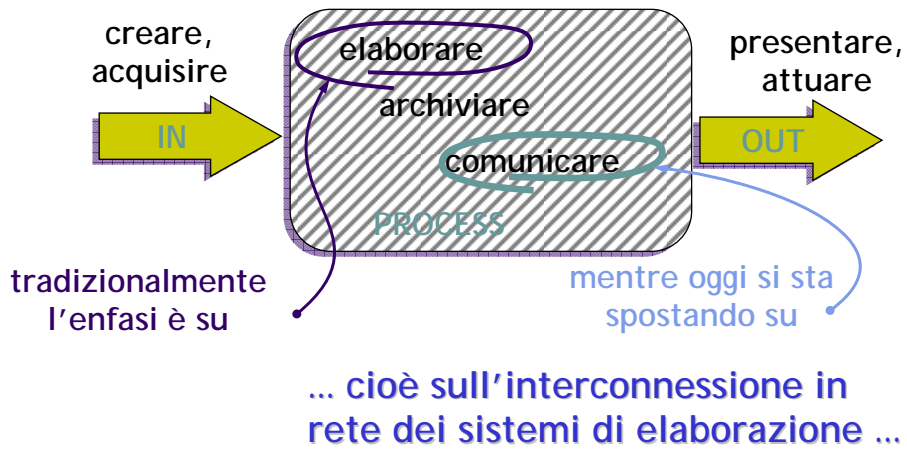 creare,
acquisire
IN
elaborare
archiviare
comunicare
PROCESS
presentare,
attuare
OUT
tradizionalmente
l'enfasi è su
mentre oggi si sta
spostando su
... cioè sull'interconnessione in
rete dei sistemi di elaborazione ...